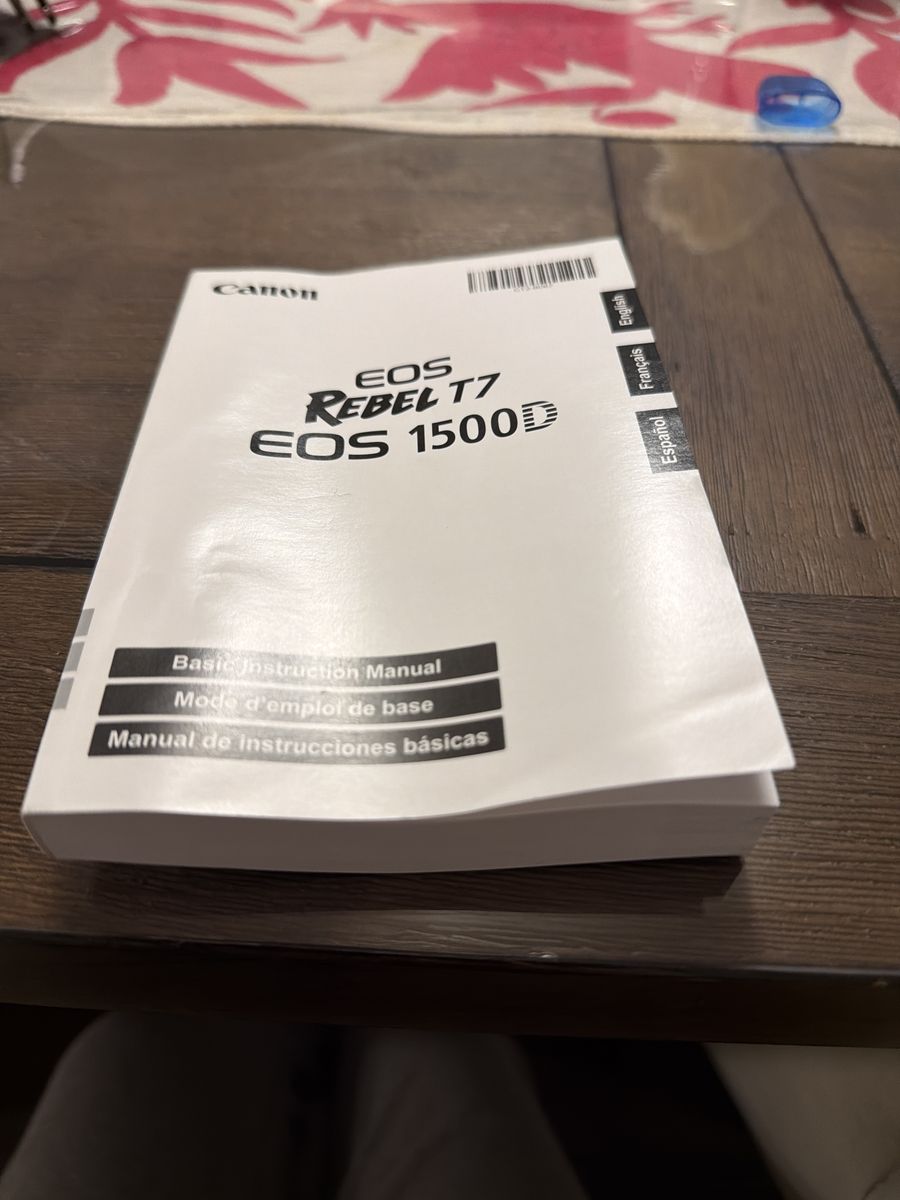 Canon
English
Français
Español
EOS
REBEL T7
EOS 1500D
Basic Instruction Manual
Mode d'emploi de base
Manual de instrucciones básicas